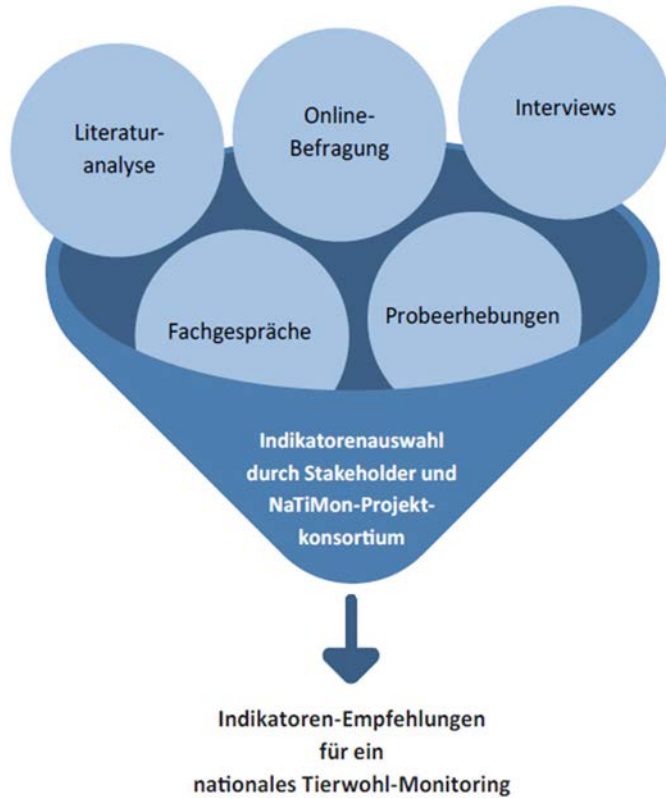 Literatur-
analyse
Online-
Befragung
Interviews
Fachgespräche
Probeerhebungen
Indikatorenauswahl
durch Stakeholder und
NaTiMon-Projekt-
konsortium
Indikatoren-Empfehlungen
für ein
nationales Tierwohl-Monitoring